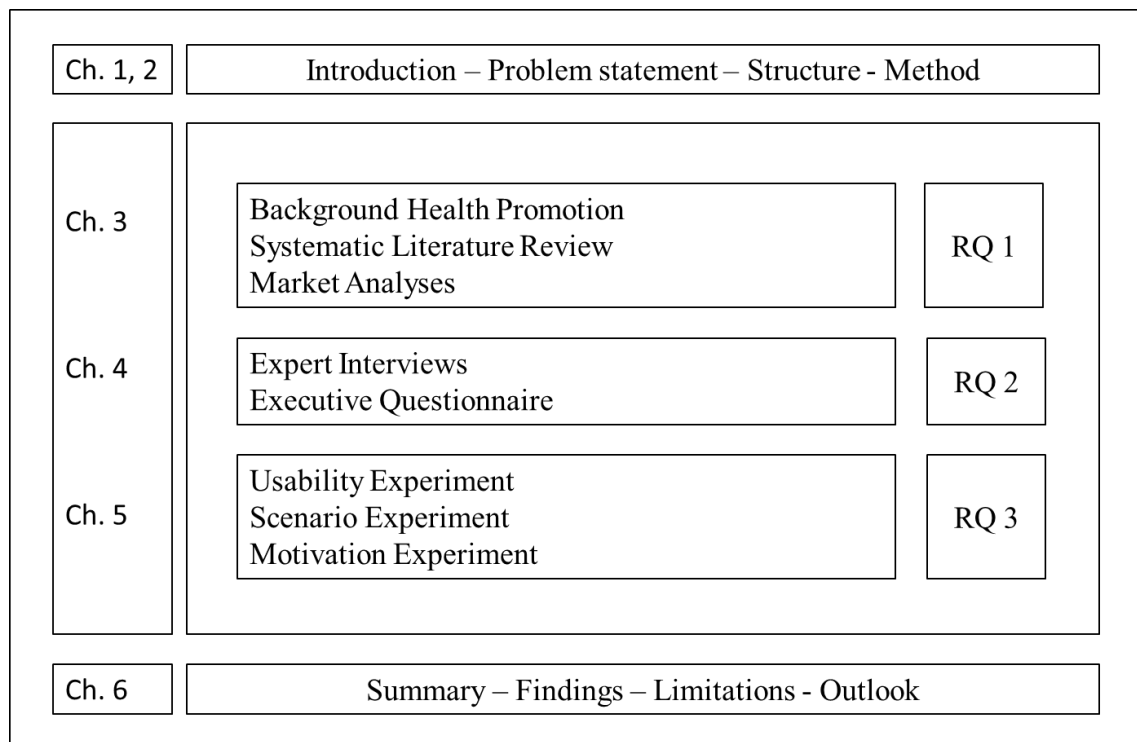 Ch. 1, 2
Introduction – Problem statement – Structure - Method
Ch. 3
Background Health Promotion
Systematic Literature Review
Market Analyses
RQ 1
Ch. 4
Expert Interviews
Executive Questionnaire
RQ 2
Ch. 5
Usability Experiment
Scenario Experiment
Motivation Experiment
RQ 3
Ch. 6
Summary – Findings – Limitations - Outlook